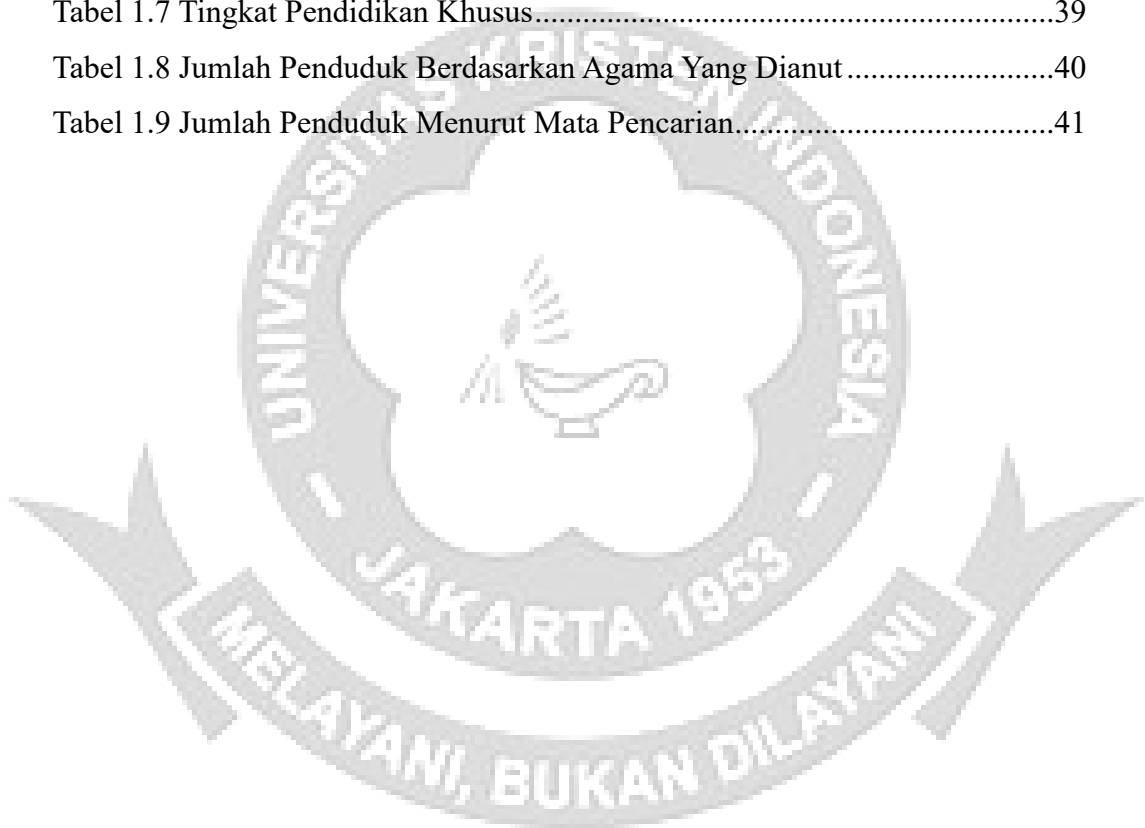 Tabel 1.7 Tingkat Pendidikan Khusus..................................................................39
Tabel 1.8 Jumlah Penduduk Berdasarkan Agama Yang Dianut..........................40
Tabel 1.9 Jumlah Penduduk Menurut Mata Pencarian........................................41
UNIVERSITAS KRISTEN INDONESIA
- JAKARTA 1953 -
MELAYANI, BUKAN DILAYANI